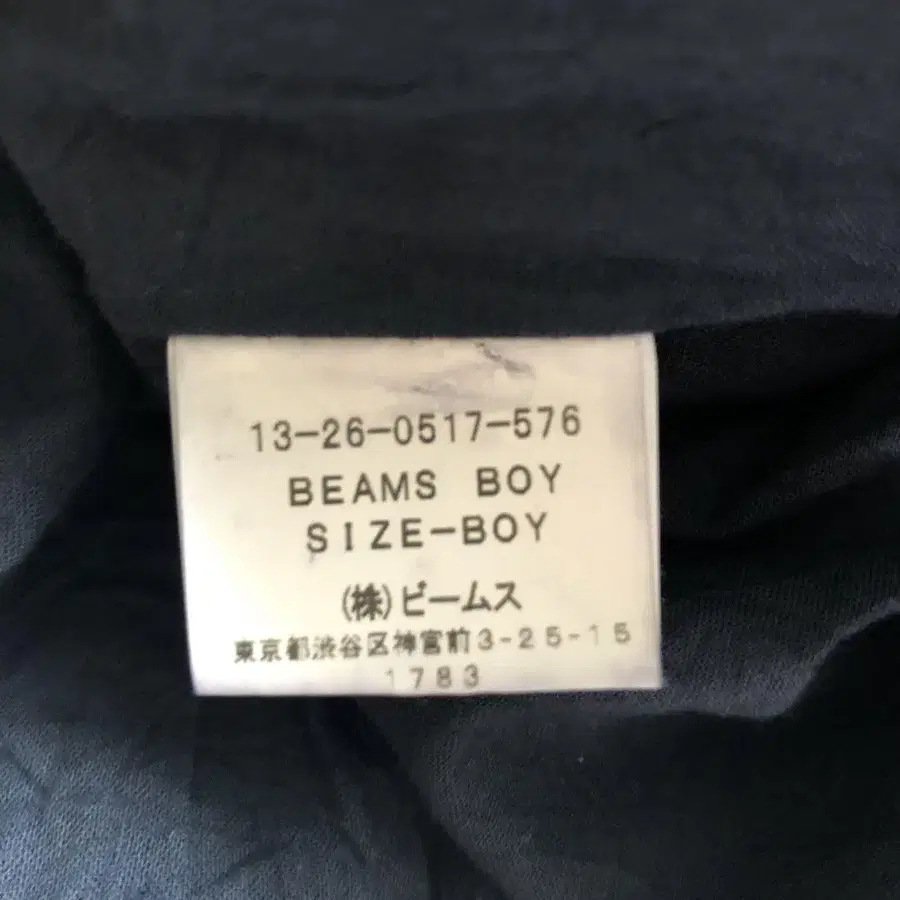 13-26-0517-576
BEAMS BOY
SIZE-BOY
(株)ビームス
東京都渋谷区神宮前3-25-15
1783